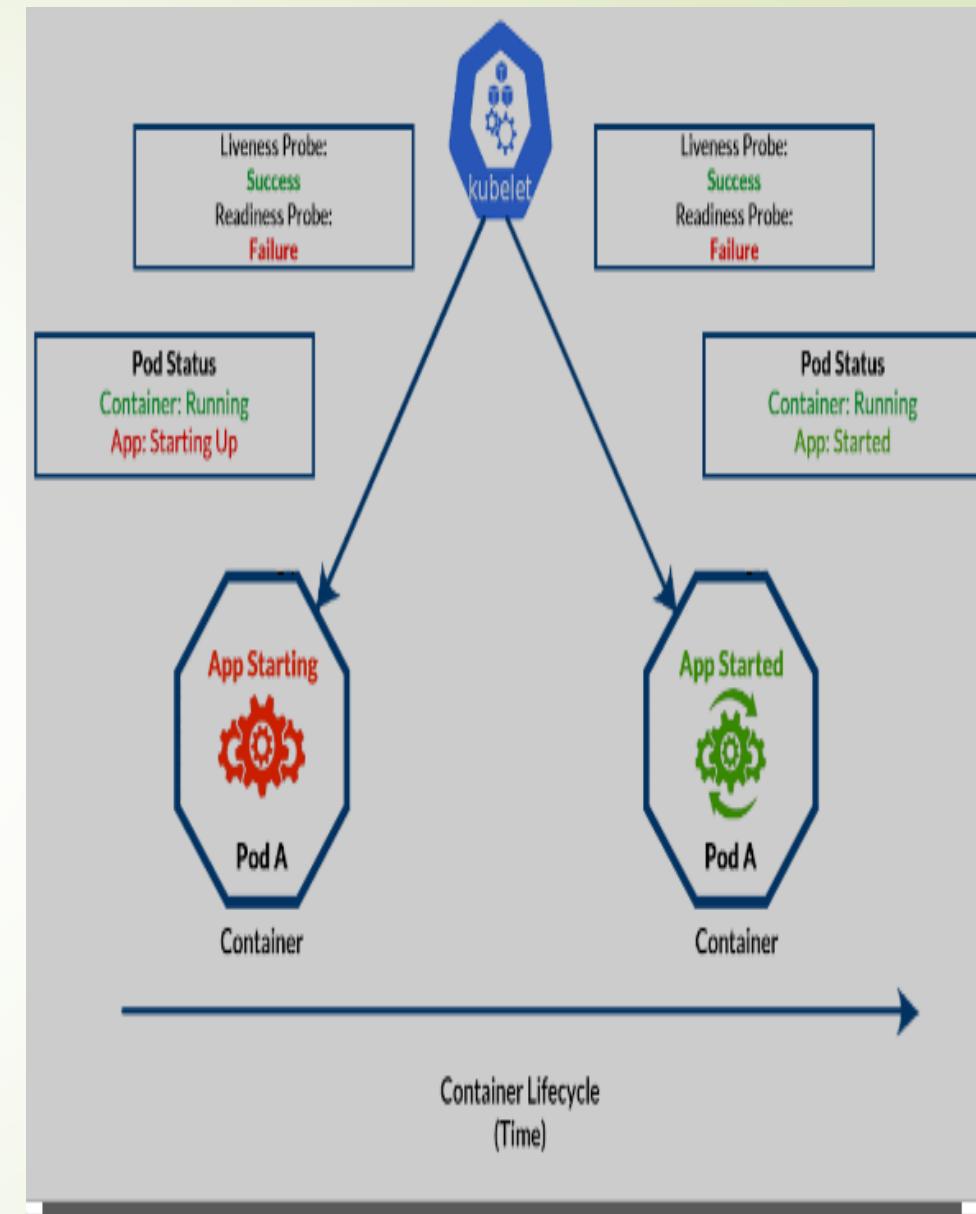 kubelet
Liveness Probe:
Success
Readiness Probe:
Failure
Liveness Probe:
Success
Readiness Probe:
Failure
Pod Status
Container: Running
App: Starting Up
Pod Status
Container: Running
App: Started
App Starting
Pod A
Container
App Started
Pod A
Container
Container Lifecycle
(Time)